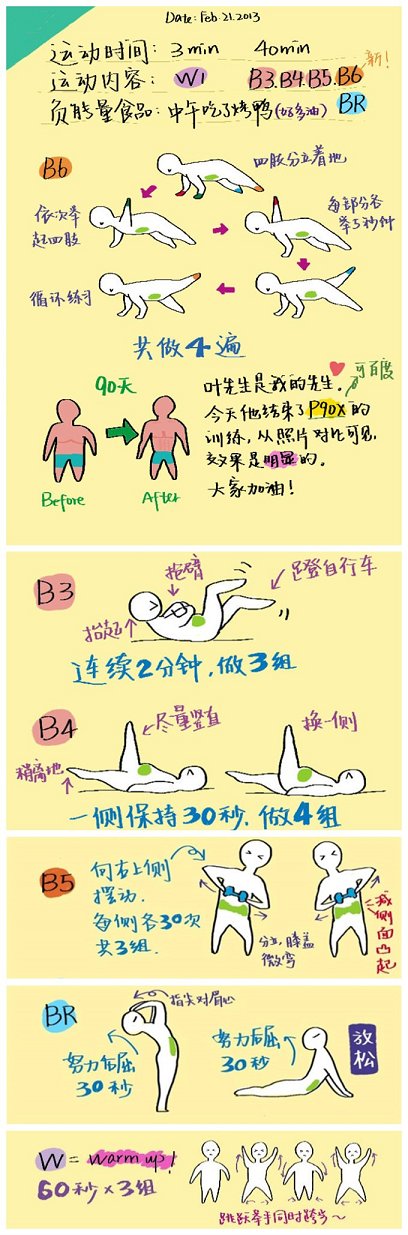 Date: Feb. 21. 2013
运动时间: 3min 40min
运动内容: W1 B3.B4.B5.B6 新!
负能量食品: 中午吃了烤鸭(好多油) BR
B6
四肢分立着地
依次举起四肢
每部分各举5秒钟
循环练习
共做4遍
90天
Before
After
叶先生是我的先生。
可百度
今天他结束了P90X的
训练,从照片对比可见,
效果是明显的。
大家加油!
B3
抱臂
蹬自行车
抬起
连续2分钟,做3组
B4
尽量竖直
换一侧
稍离地
一侧保持30秒.做4组
B5
向右上侧
摆动.
每侧各30次
共3组.
分立,膝盖
微弯
减侧面凸起
BR
指尖对眉心
努力后屈
30秒
努力后屈
30秒
放松
W = warm up!
60秒×3组
跳跃举手同时跨步~